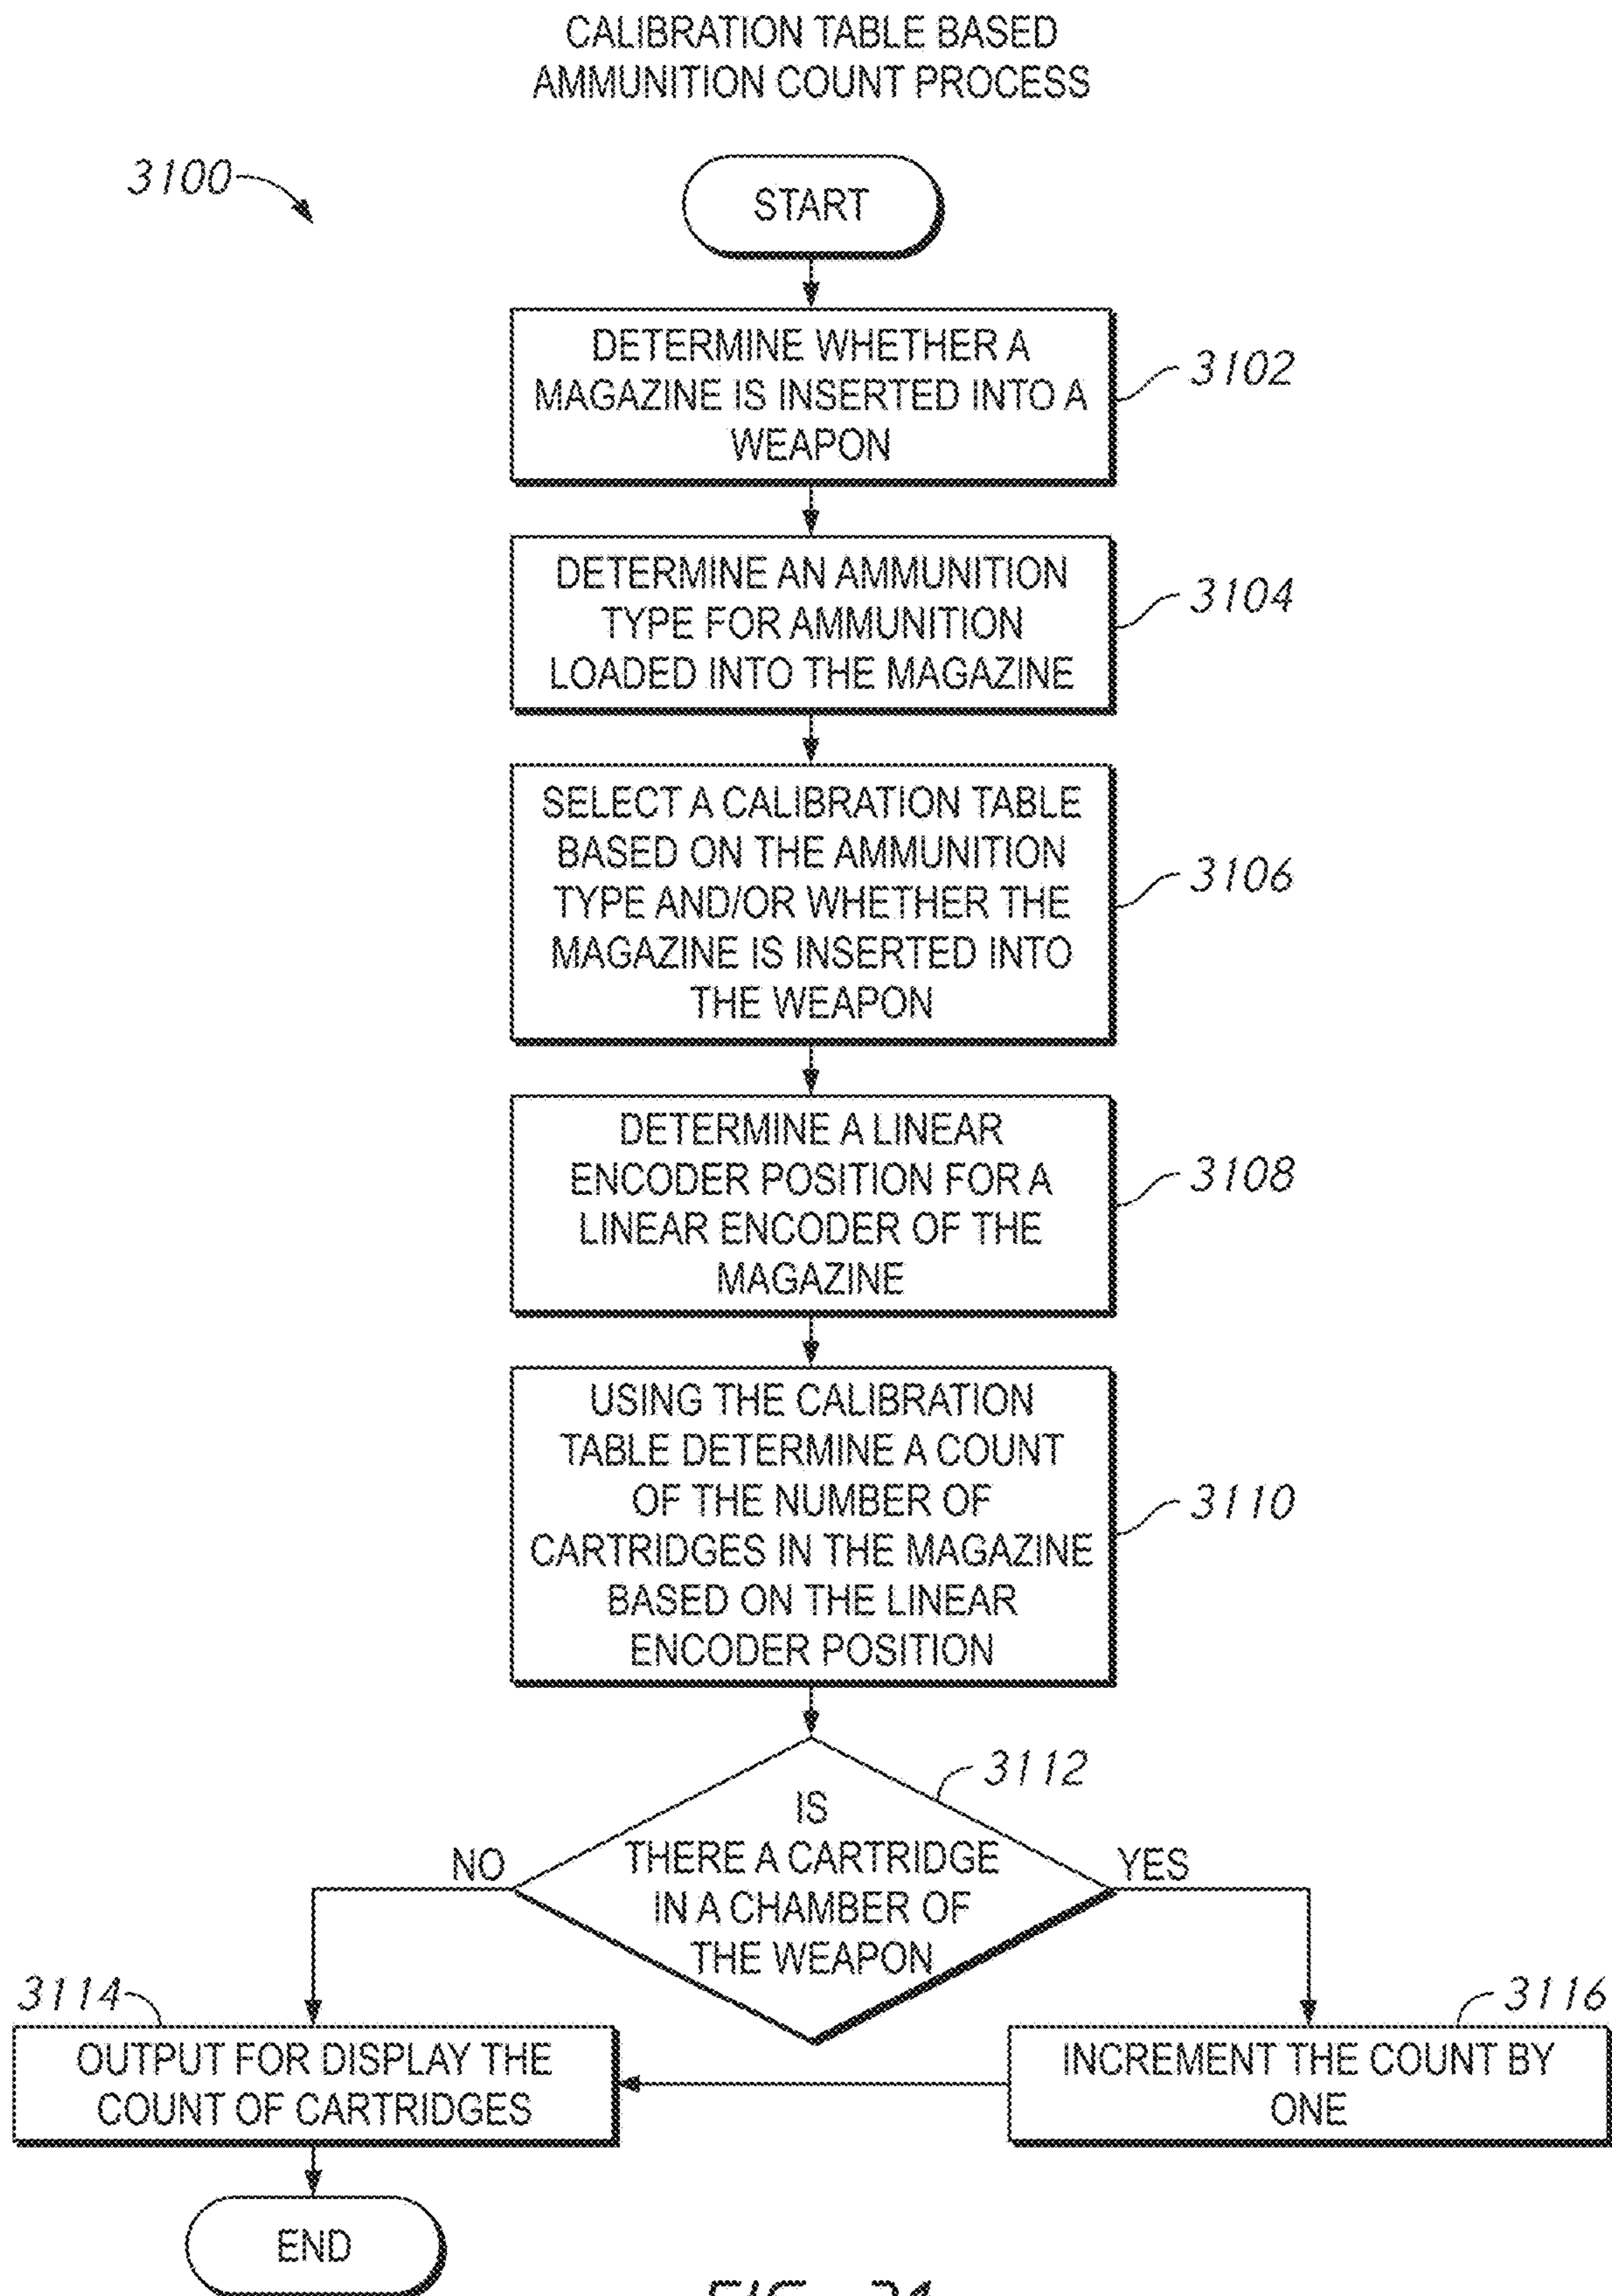 CALIBRATION TABLE BASED
AMMUNITION COUNT PROCESS
3100
START
DETERMINE WHETHER A
MAGAZINE IS INSERTED INTO A
WEAPON
3102
DETERMINE AN AMMUNITION
TYPE FOR AMMUNITION
LOADED INTO THE MAGAZINE
3104
SELECT A CALIBRATION TABLE
BASED ON THE AMMUNITION
TYPE AND/OR WHETHER THE
MAGAZINE IS INSERTED INTO
THE WEAPON
3106
DETERMINE A LINEAR
ENCODER POSITION FOR A
LINEAR ENCODER OF THE
MAGAZINE
3108
USING THE CALIBRATION
TABLE DETERMINE A COUNT
OF THE NUMBER OF
CARTRIDGES IN THE MAGAZINE
BASED ON THE LINEAR
ENCODER POSITION
3110
3112
IS
THERE A CARTRIDGE
IN A CHAMBER OF
THE WEAPON
NO
YES
3114
OUTPUT FOR DISPLAY THE
COUNT OF CARTRIDGES
3116
INCREMENT THE COUNT BY
ONE
END